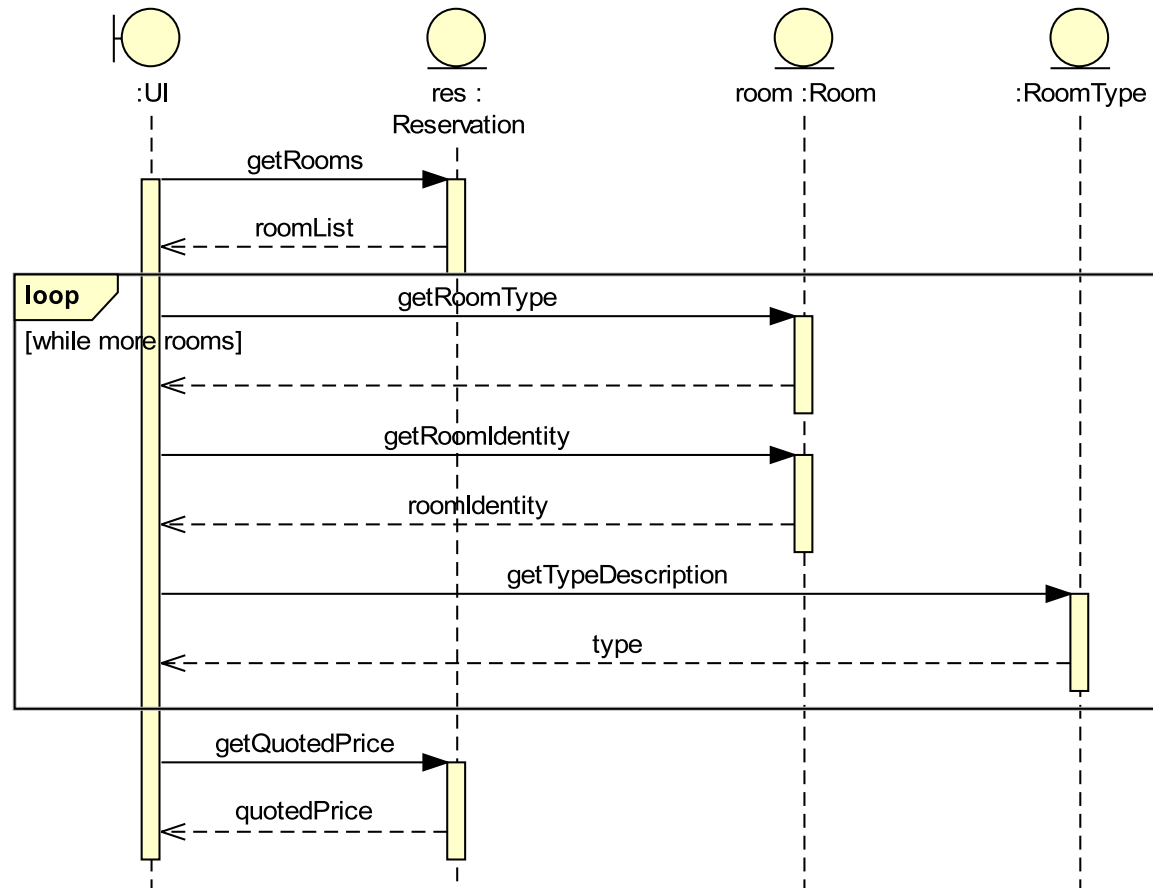 :UI
res :
Reservation
room :Room
:RoomType
getRooms
roomList
loop
getRoomType
[while more rooms]
getRoomIdentity
roomIdentity
getTypeDescription
type
getQuotedPrice
quotedPrice